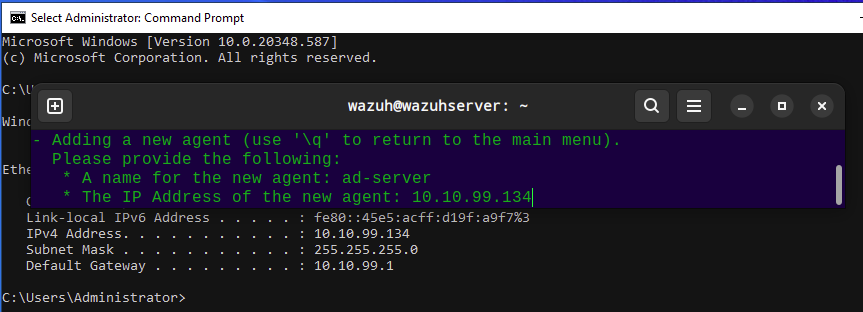 Select Administrator: Command Prompt
Microsoft Windows [Version 10.0.20348.587]
(c) Microsoft Corporation. All rights reserved.
C:\U
wazuh@wazuhserver: ~
Wind
- Adding a new agent (use '\q' to return to the main menu).
Please provide the following:
Ethe
* A name for the new agent: ad-server
* The IP Address of the new agent: 10.10.99.134
Link-local IPv6 Address . . . . . : fe80::45e5:acff:d19f:a9f7%3
IPv4 Address. . . . . . . . . . . : 10.10.99.134
Subnet Mask . . . . . . . . . . . : 255.255.255.0
Default Gateway . . . . . . . . . : 10.10.99.1
C:\Users\Administrator>